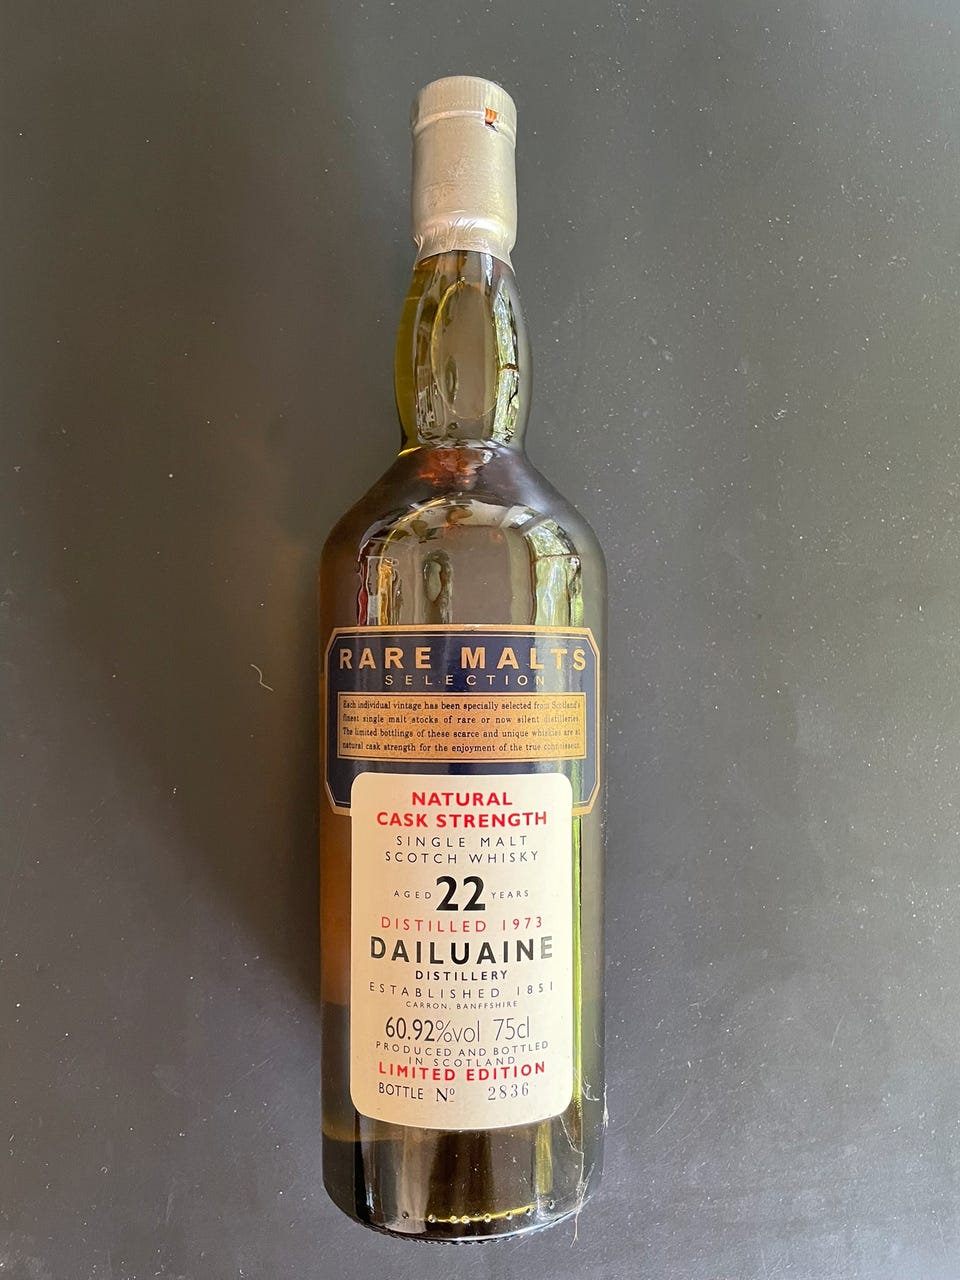 RARE MALTS
SELECTION
Each individual vintage has been specially selected from Scotland's
finest single malt stocks of rare or now silent distilleries.
The limited bottlings of these scarce and unique whiskies are at
natural cask strength for the enjoyment of the true connoisseur.
NATURAL
CASK STRENGTH
SINGLE MALT
SCOTCH WHISKY
AGED 22 YEARS
DISTILLED 1973
DAILUAINE
DISTILLERY
ESTABLISHED 1851
CARRON, BANFFSHIRE
60.92%vol 75cl
PRODUCED AND BOTTLED
IN SCOTLAND
LIMITED EDITION
BOTTLE Nº 2836